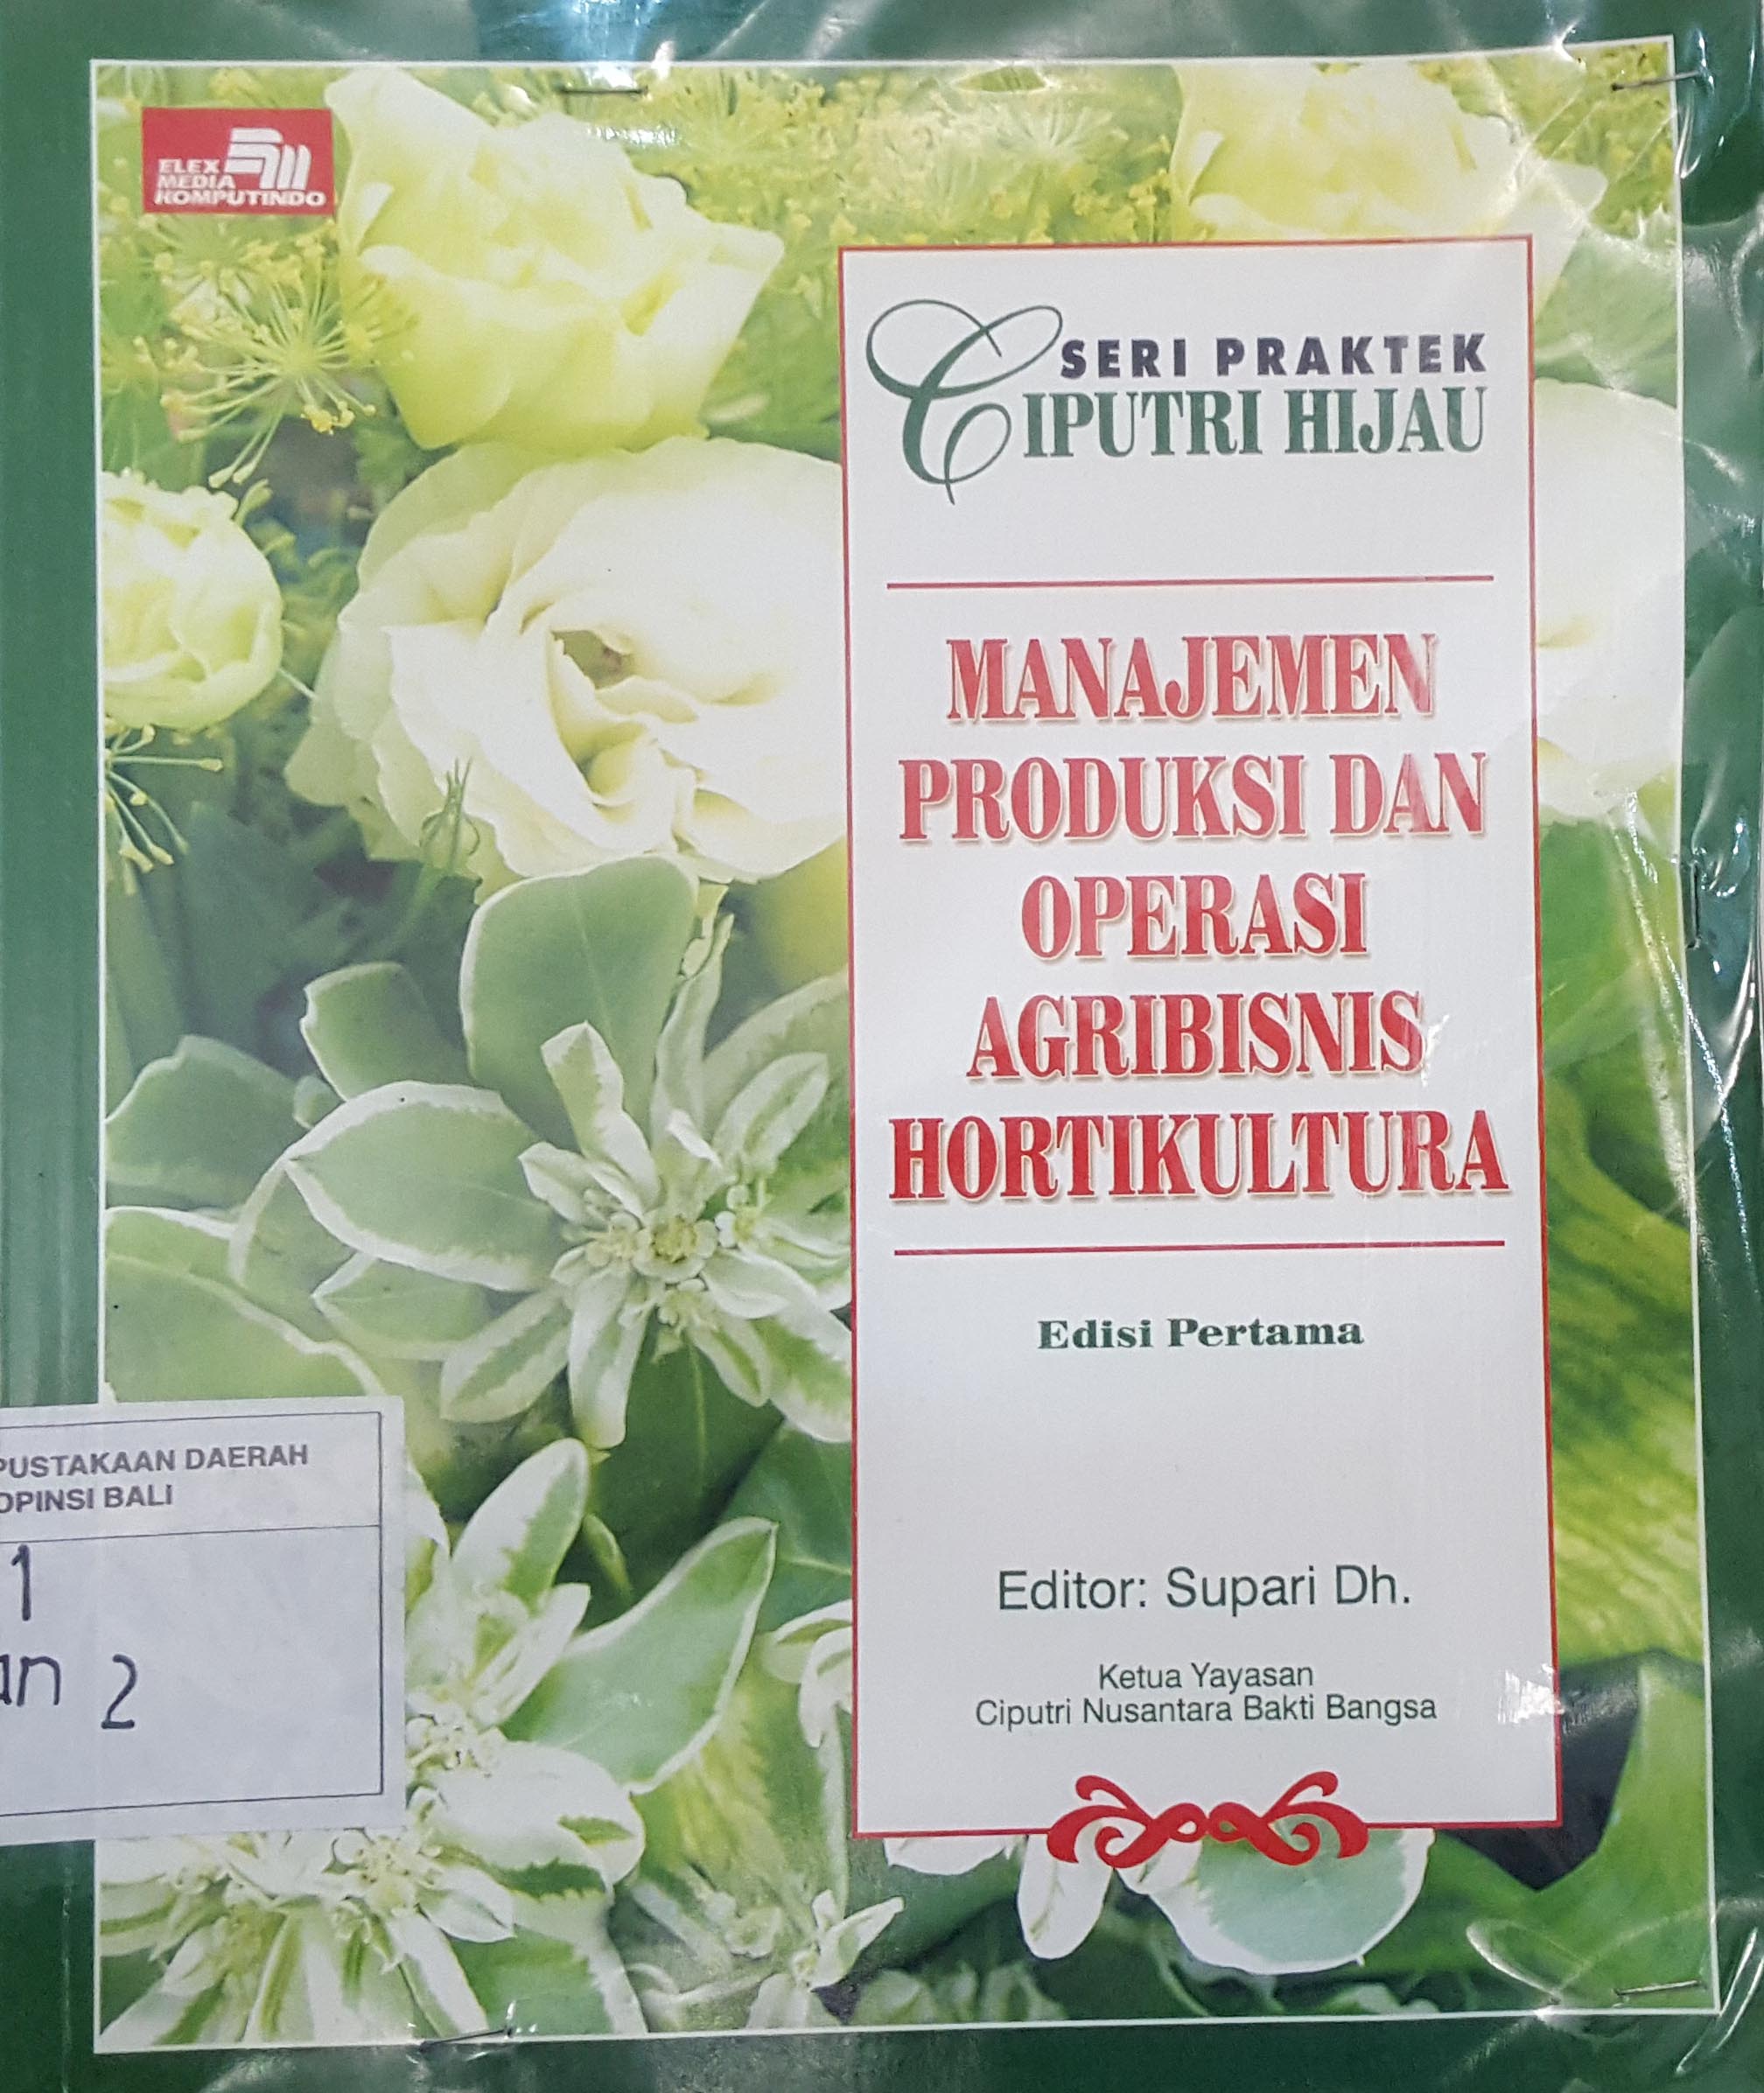 ELEX
MEDIA
KOMPUTINDO
SERI PRAKTEK
CIPUTRI HIJAU
MANAJEMEN
PRODUKSI DAN
OPERASI
AGRIBISNIS
HORTIKULTURA
Edisi Pertama
PUSTAKAAN DAERAH
OPINSI BALI
1
an 2
Editor: Supari Dh.
Ketua Yayasan
Ciputri Nusantara Bakti Bangsa